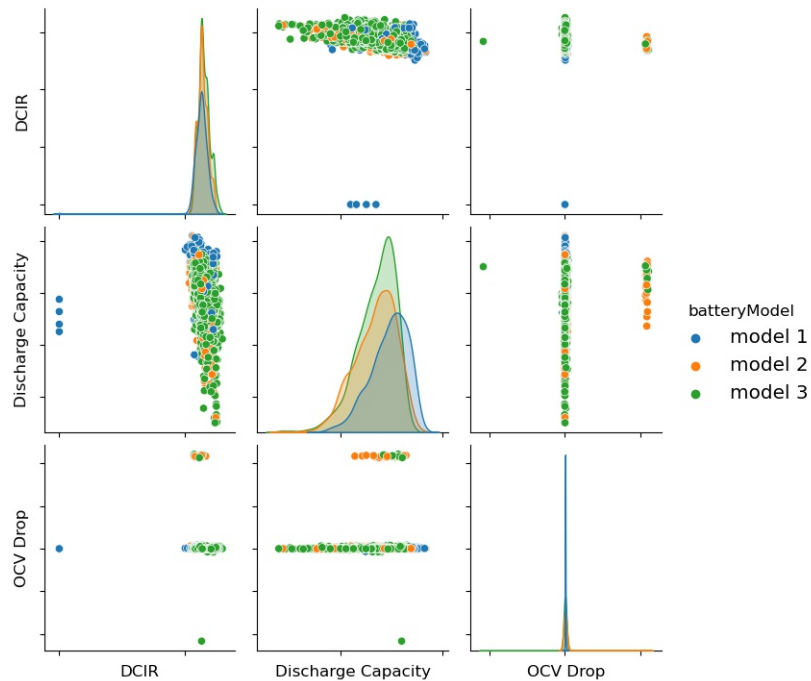 DCIR
Discharge Capacity
OCV Drop
batteryModel
model 1
model 2
model 3
DCIR
Discharge Capacity
OCV Drop